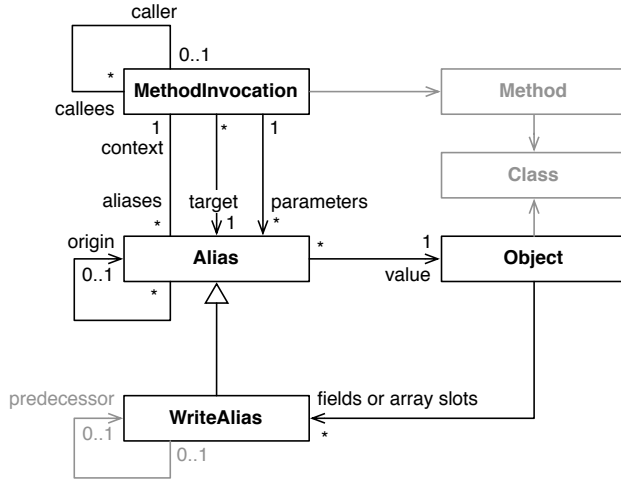 caller
0..1
MethodInvocation
Method
*
callees
1
*
1
context
Class
aliases
target
parameters
*
1
*
origin
Alias
*
1
Object
0..1
value
*
predecessor
fields or array slots
WriteAlias
0..1
0..1
*